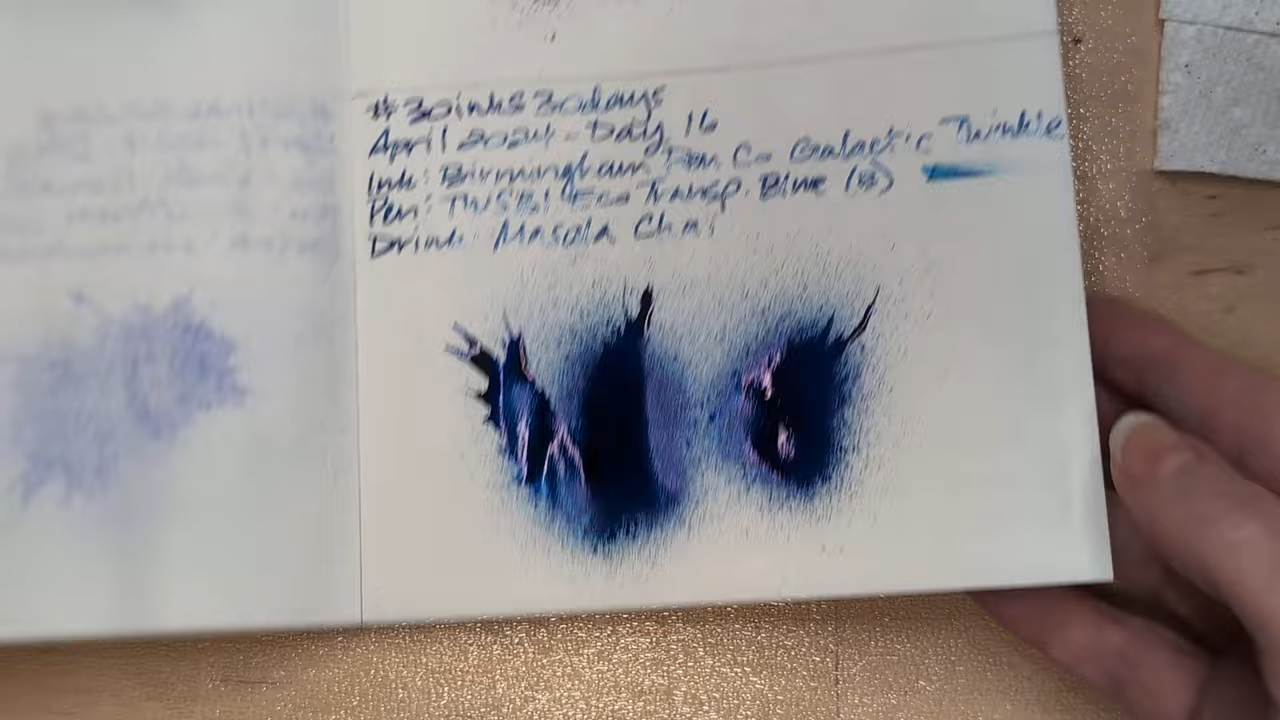 #30inks30days
April 2024 - Day 16
Ink: Birmingham Pen Co Galactic Twinkle
Pen: TWSBI Eco Transp. Blue (B)
Drink: Masala Chai